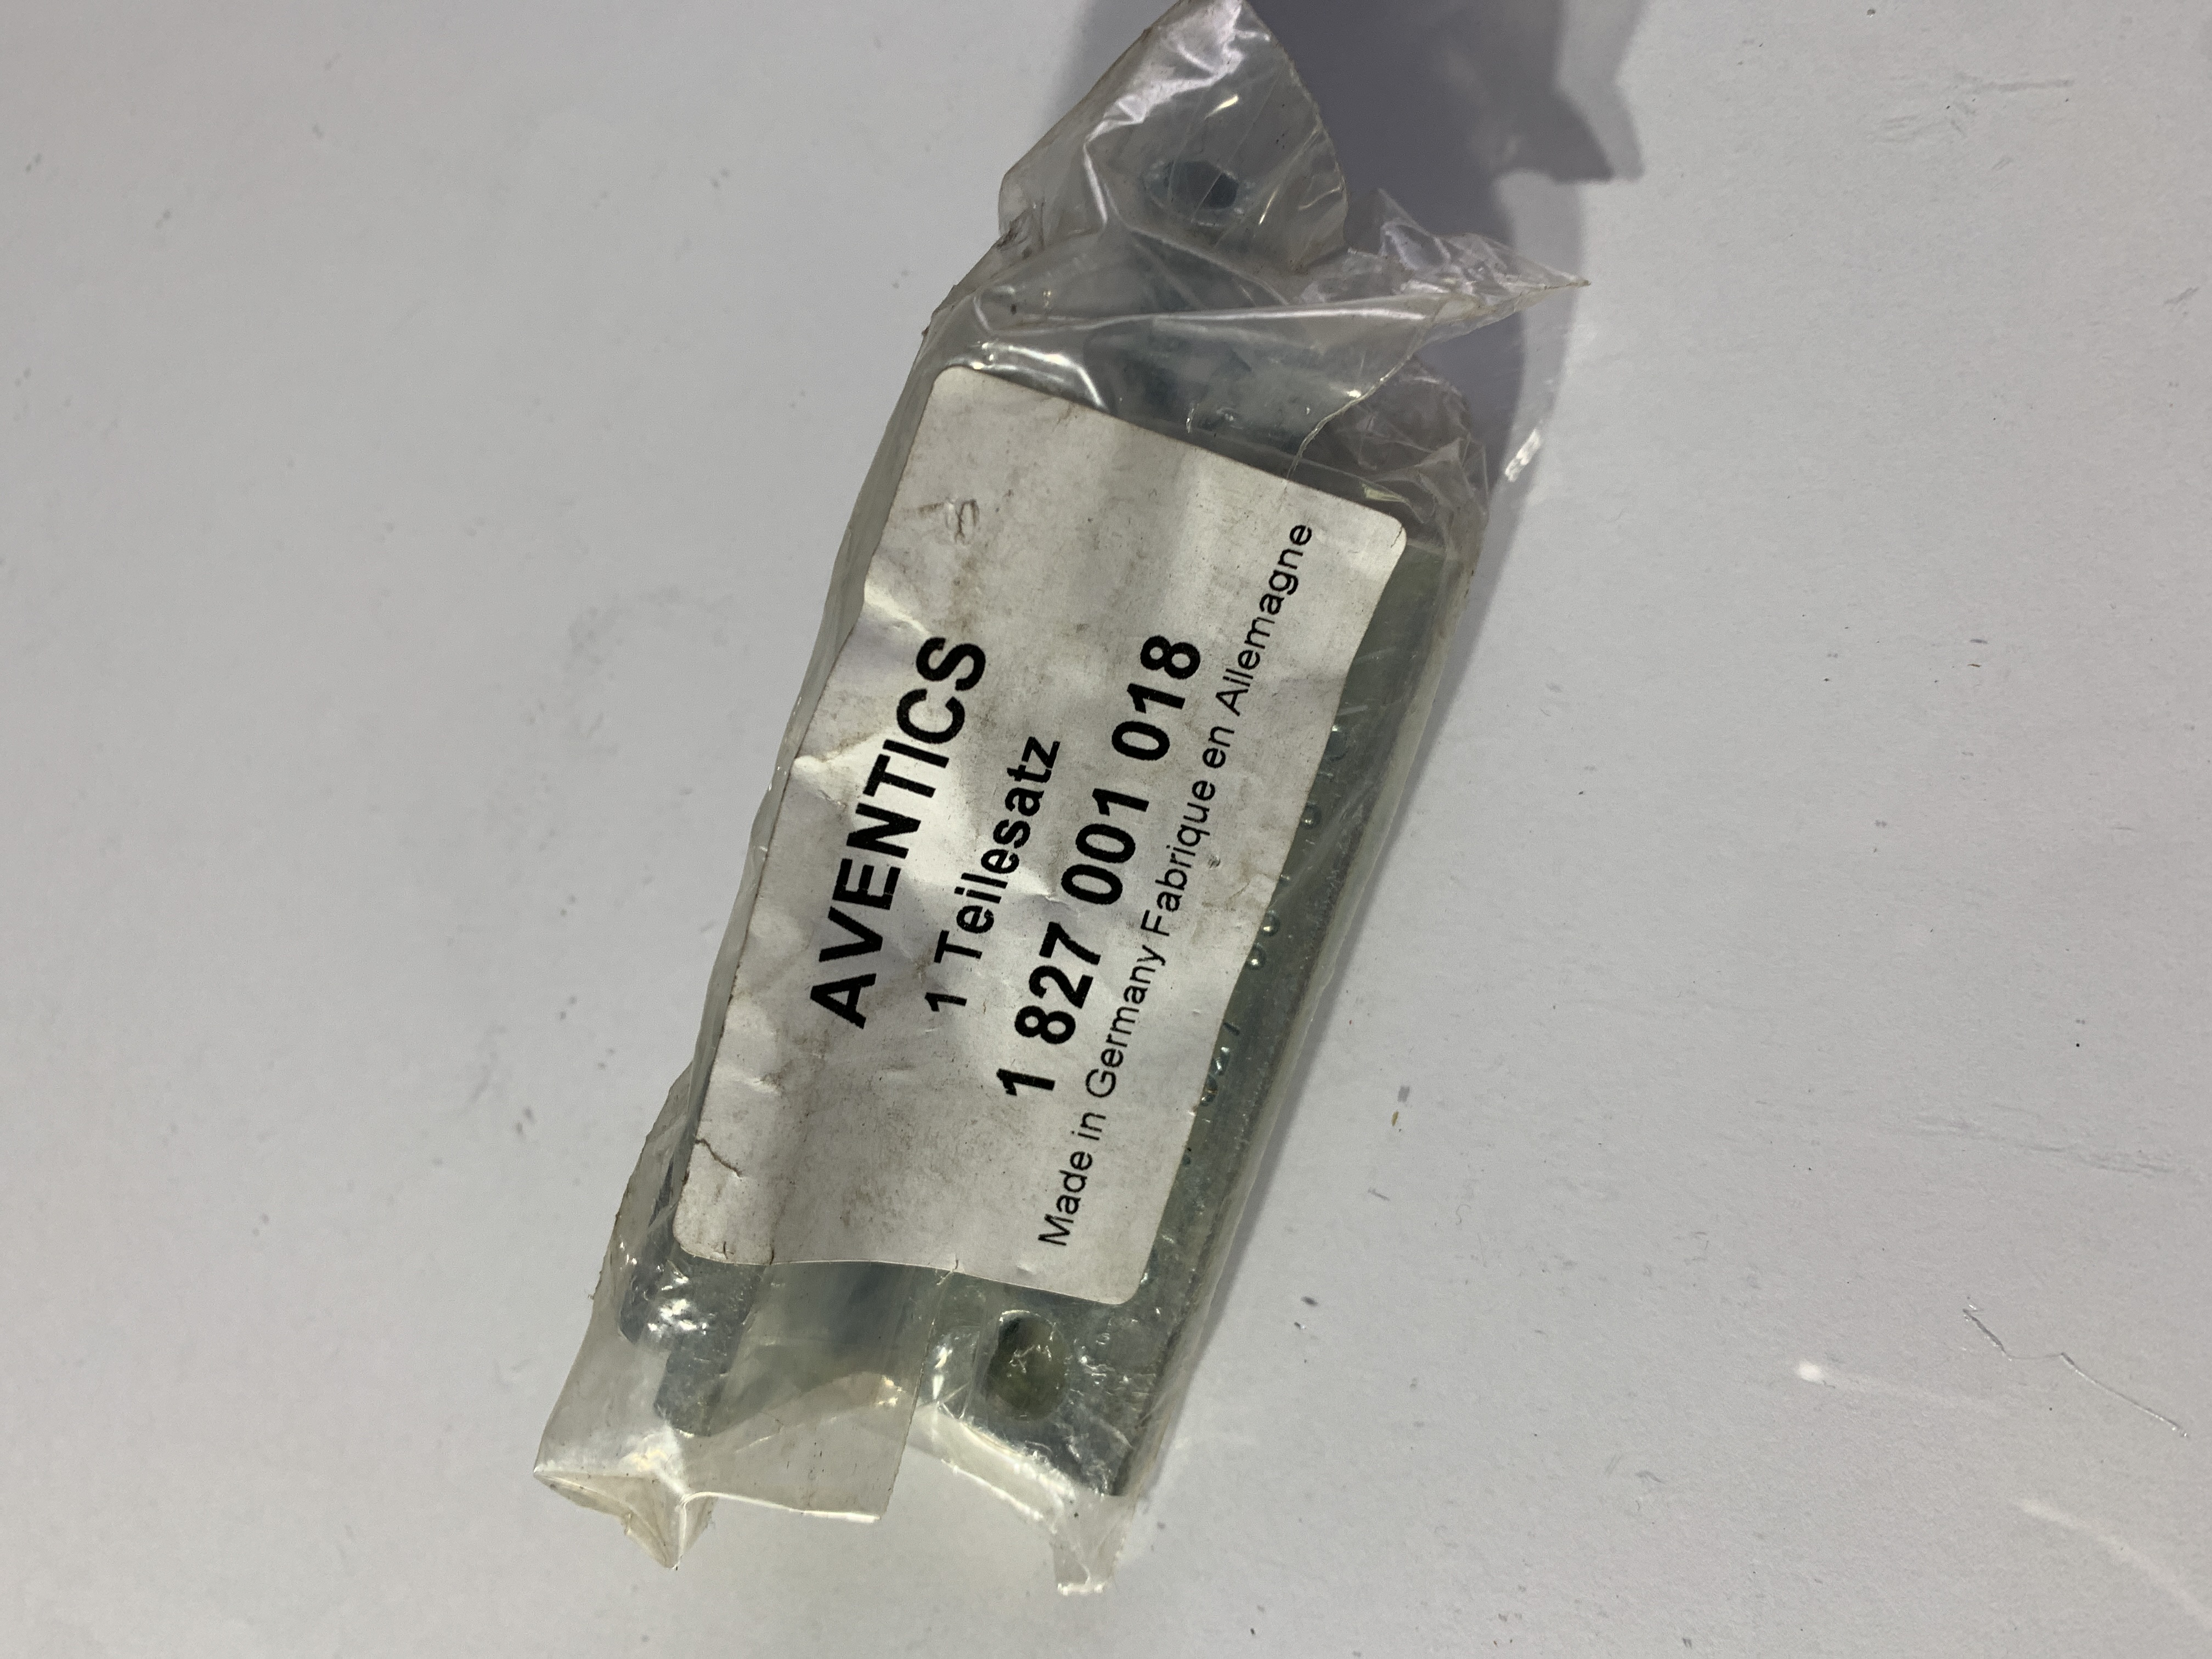 AVENTICS
1 Teilesatz
1 827 001 018
Made in Germany Fabrique en Allemagne